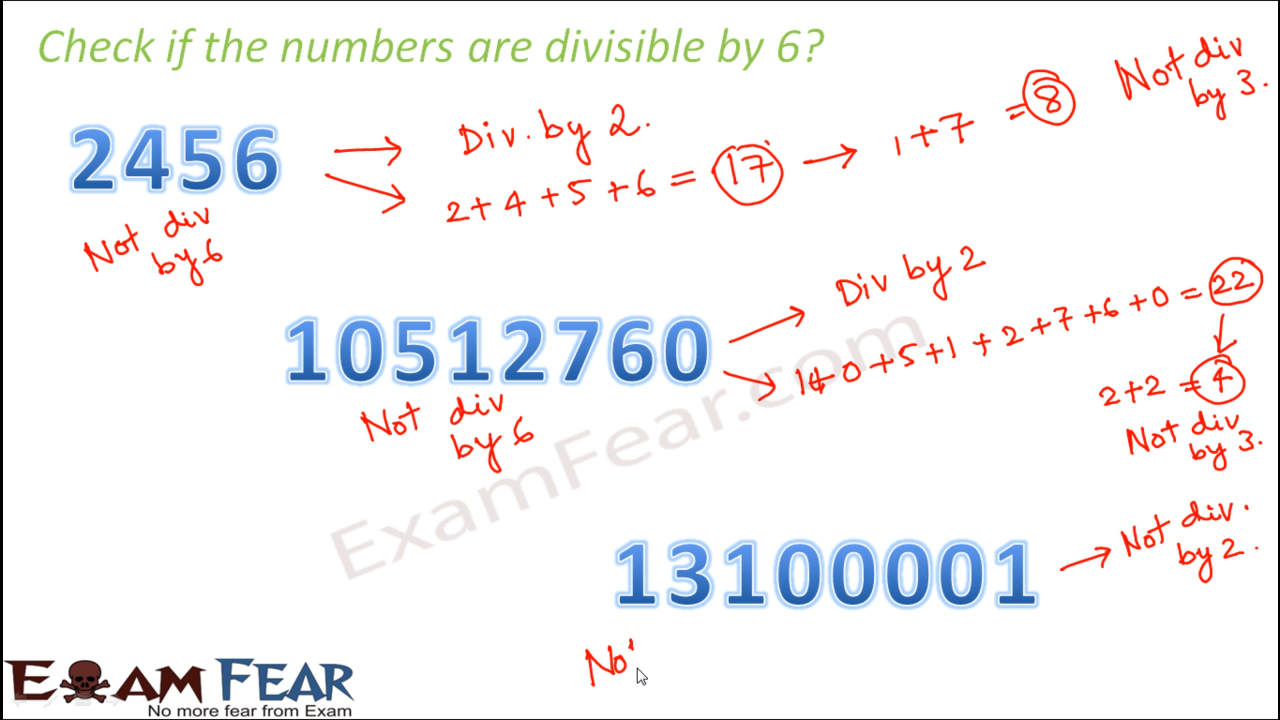 Check if the numbers are divisible by 6?
2456
→ Div. by 2.
→ 2+4+5+6 = 17 → 1+7 = 8
Not div
by 3.
Not div
by 6
10512760
→ Div by 2
→ 1+0+5+1+2+7+6+0 = 22
↓
2+2 = 4
Not div
by 3.
Not div
by 6
ExamFear.com
13100001
→ Not div.
by 2.
No
EXAM FEAR
No more fear from Exam